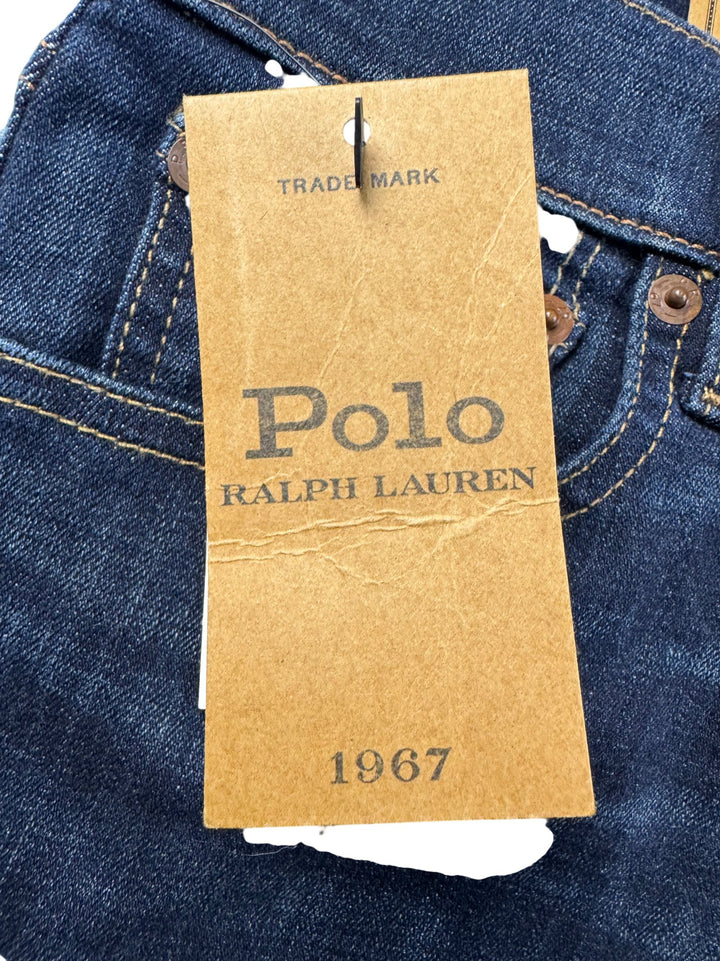 TRADE MARK
Polo
RALPH LAUREN
1967